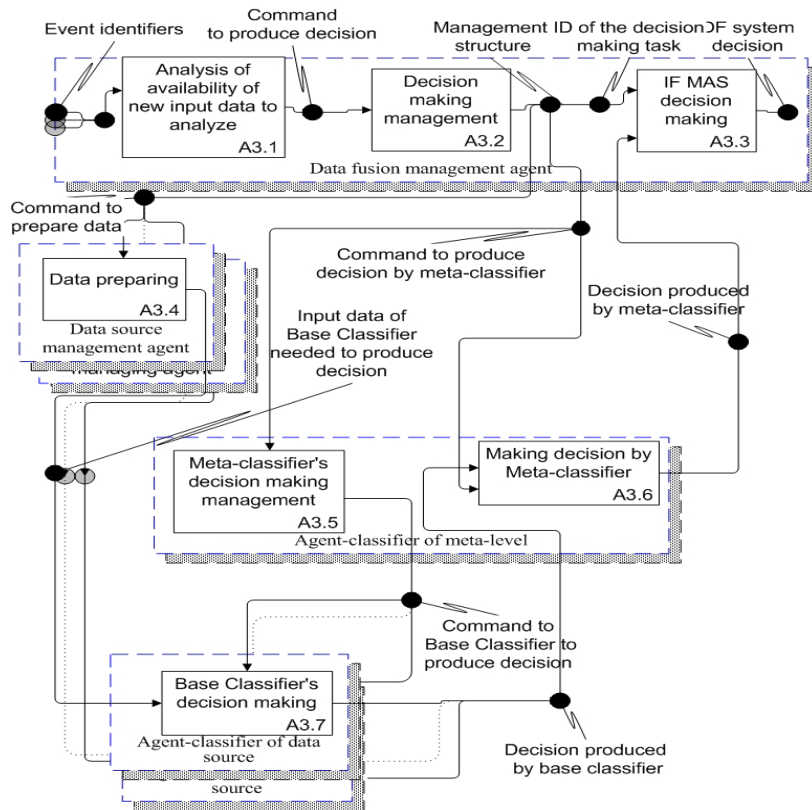 Event identifiers
Command
to produce decision
Management
structure
ID of the decision
making task
DF system
decision
Analysis of
availability of
new input data to
analyze
A3.1
Decision
making
management
A3.2
IF MAS
decision
making
A3.3
Data fusion management agent
Command to
prepare data
Data preparing
A3.4
Data source
management agent
managing agent
Command to produce
decision by meta-classifier
Input data of
Base Classifier
needed to produce
decision
Decision produced
by meta-classifier
Meta-classifier's
decision making
management
A3.5
Making decision by
Meta-classifier
A3.6
Agent-classifier of meta-level
Command to
Base Classifier to
produce decision
Base Classifier's
decision making
A3.7
Agent-classifier of data
source
source
Decision produced
by base classifier